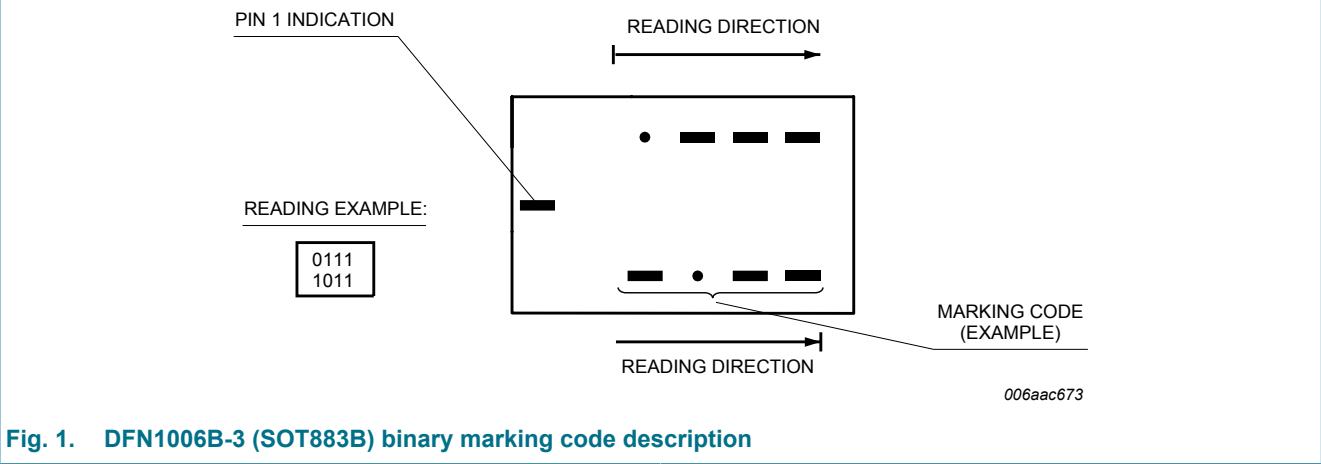 PIN 1 INDICATION
READING DIRECTION
READING EXAMPLE:
0111
1011
MARKING CODE
(EXAMPLE)
READING DIRECTION
006aac673
Fig. 1. DFN1006B-3 (SOT883B) binary marking code description